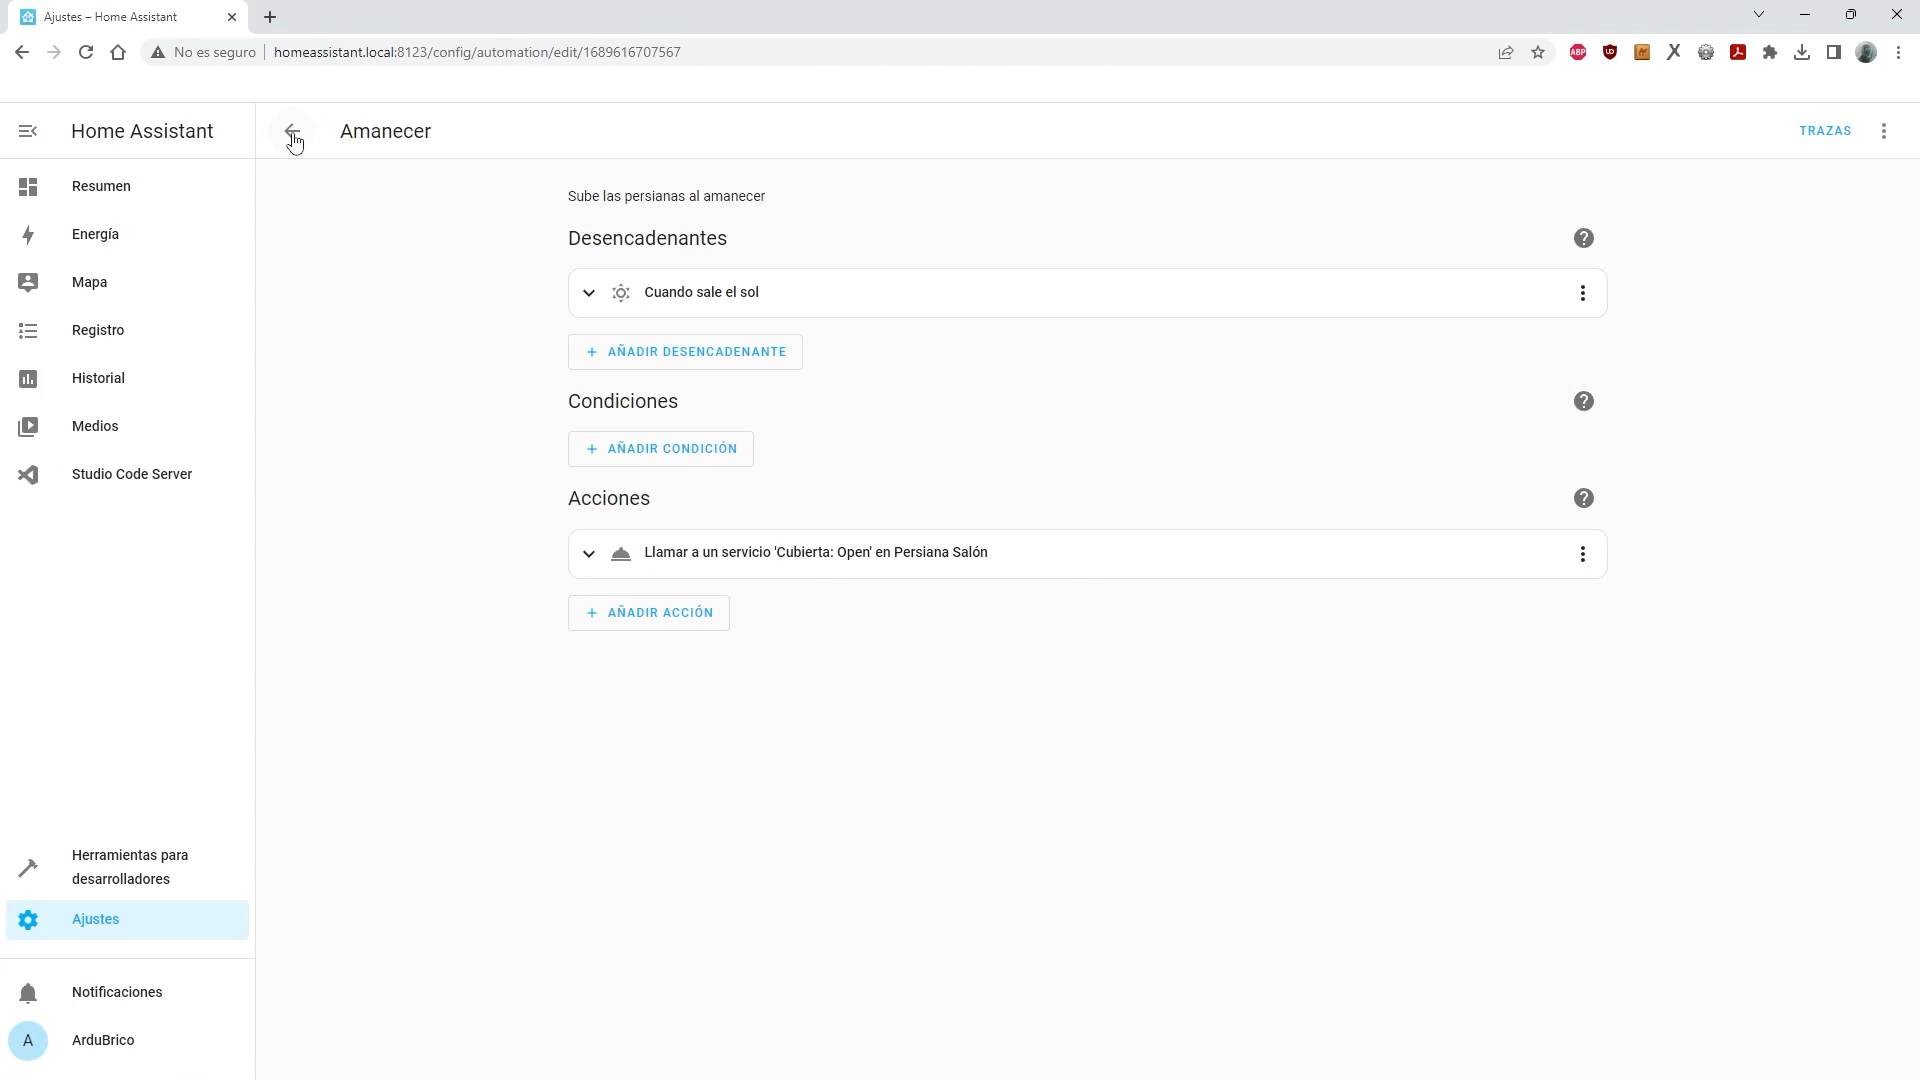 Ajustes – Home Assistant
No es seguro
homeassistant.local:8123/config/automation/edit/1689616707567
ABP
Home Assistant
Amanecer
TRAZAS
Resumen
Energía
Mapa
Registro
Historial
Medios
Studio Code Server
Sube las persianas al amanecer
Desencadenantes
Cuando sale el sol
AÑADIR DESENCADENANTE
Condiciones
AÑADIR CONDICIÓN
Acciones
Llamar a un servicio 'Cubierta: Open' en Persiana Salón
AÑADIR ACCIÓN
Herramientas para
desarrolladores
Ajustes
Notificaciones
A
ArduBrico